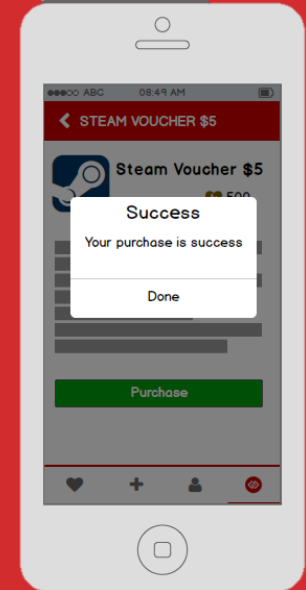 ABC 08:49 AM
STEAM VOUCHER $5
Steam Voucher $5
500
Success
Your purchase is success
Done
Purchase